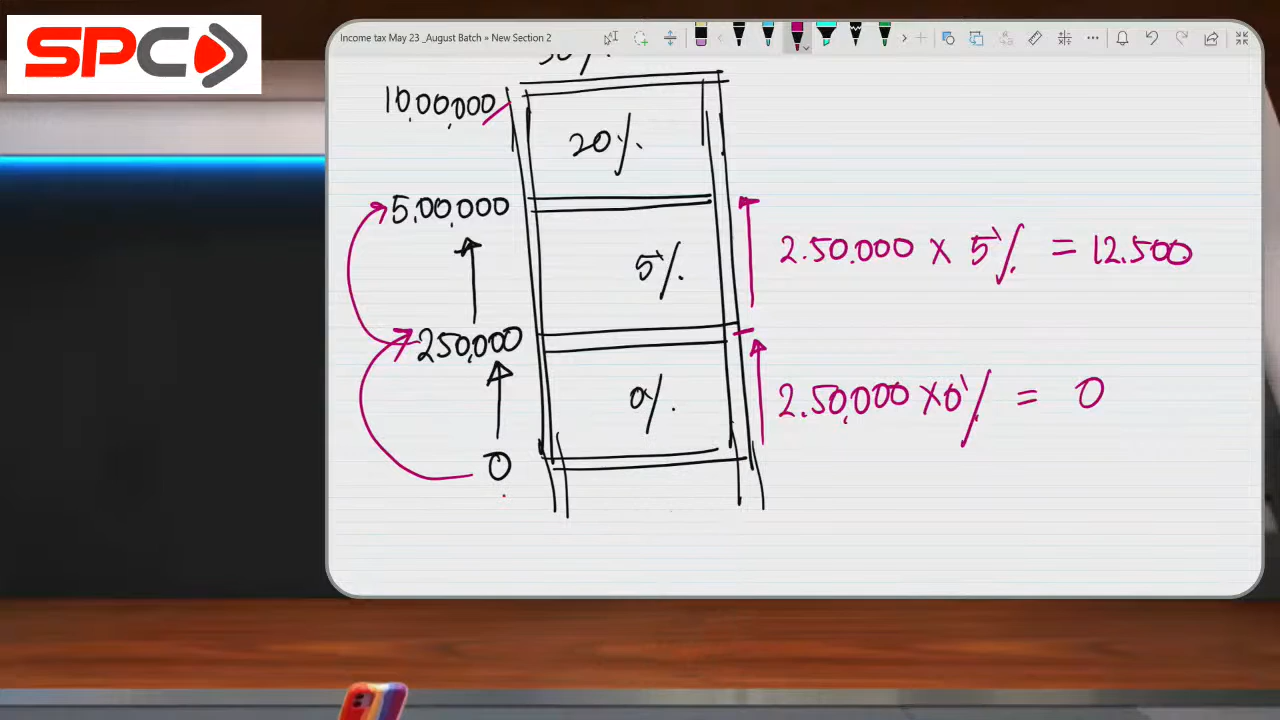 SPC
Income tax May 23 _August Batch » New Section 2
30%
10,00,000
20%
5,00,000
5%
2.50.000 × 5% = 12.500
250,000
0%
2.50,000 × 0% = 0
0